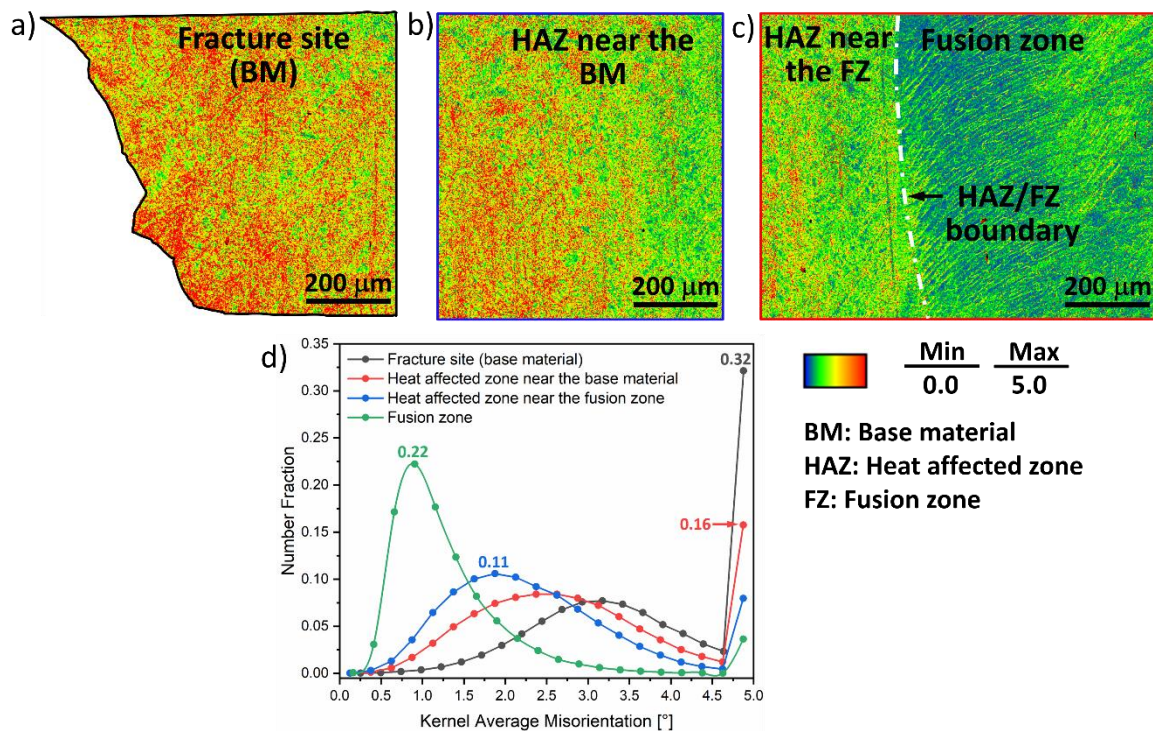 a)
Fracture site
(BM)
200 μm
b)
HAZ near the
BM
200 μm
c)
HAZ near
the FZ
Fusion zone
HAZ/FZ
boundary
200 μm
d)
Number Fraction
0.35
0.30
0.25
0.20
0.15
0.10
0.05
0.00
Fracture site (base material)
Heat affected zone near the base material
Heat affected zone near the fusion zone
Fusion zone
0.32
0.22
0.16
0.11
0.0 0.5 1.0 1.5 2.0 2.5 3.0 3.5 4.0 4.5 5.0
Kernel Average Misorientation [°]
Min Max
0.0 5.0
BM: Base material
HAZ: Heat affected zone
FZ: Fusion zone